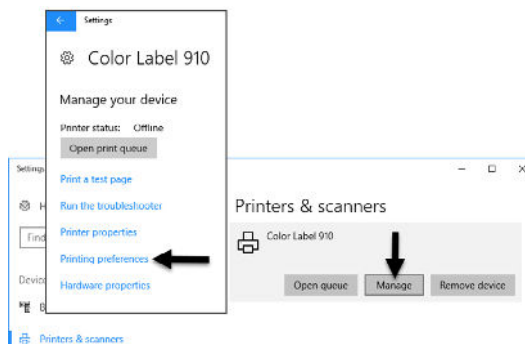 Settings
Color Label 910
Manage your device
Printer status: Offline
Open print queue
Print a test page
Run the troubleshooter
Printer properties
Printing preferences
Hardware properties
Settings
H
Find
Devic
B
Printers & scanners
Printers & scanners
Color Label 910
Open queue
Manage
Remove device